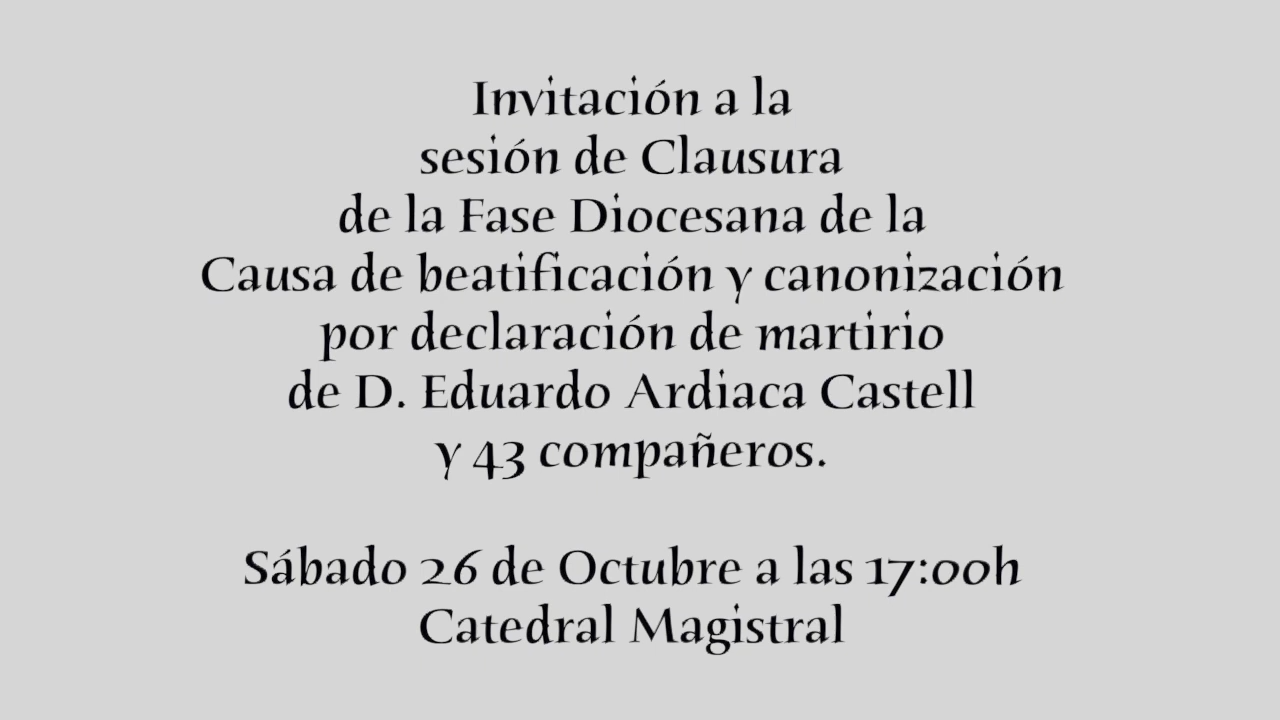 Invitación a la
sesión de Clausura
de la Fase Diocesana de la
Causa de beatificación y canonización
por declaración de martirio
de D. Eduardo Ardiaca Castell
y 43 compañeros.
Sábado 26 de Octubre a las 17:00h
Catedral Magistral